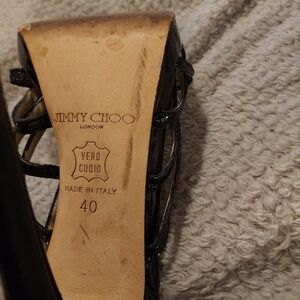 JIMMY CHOO
LONDON
VERO
CUOIO
MADE IN ITALY
40